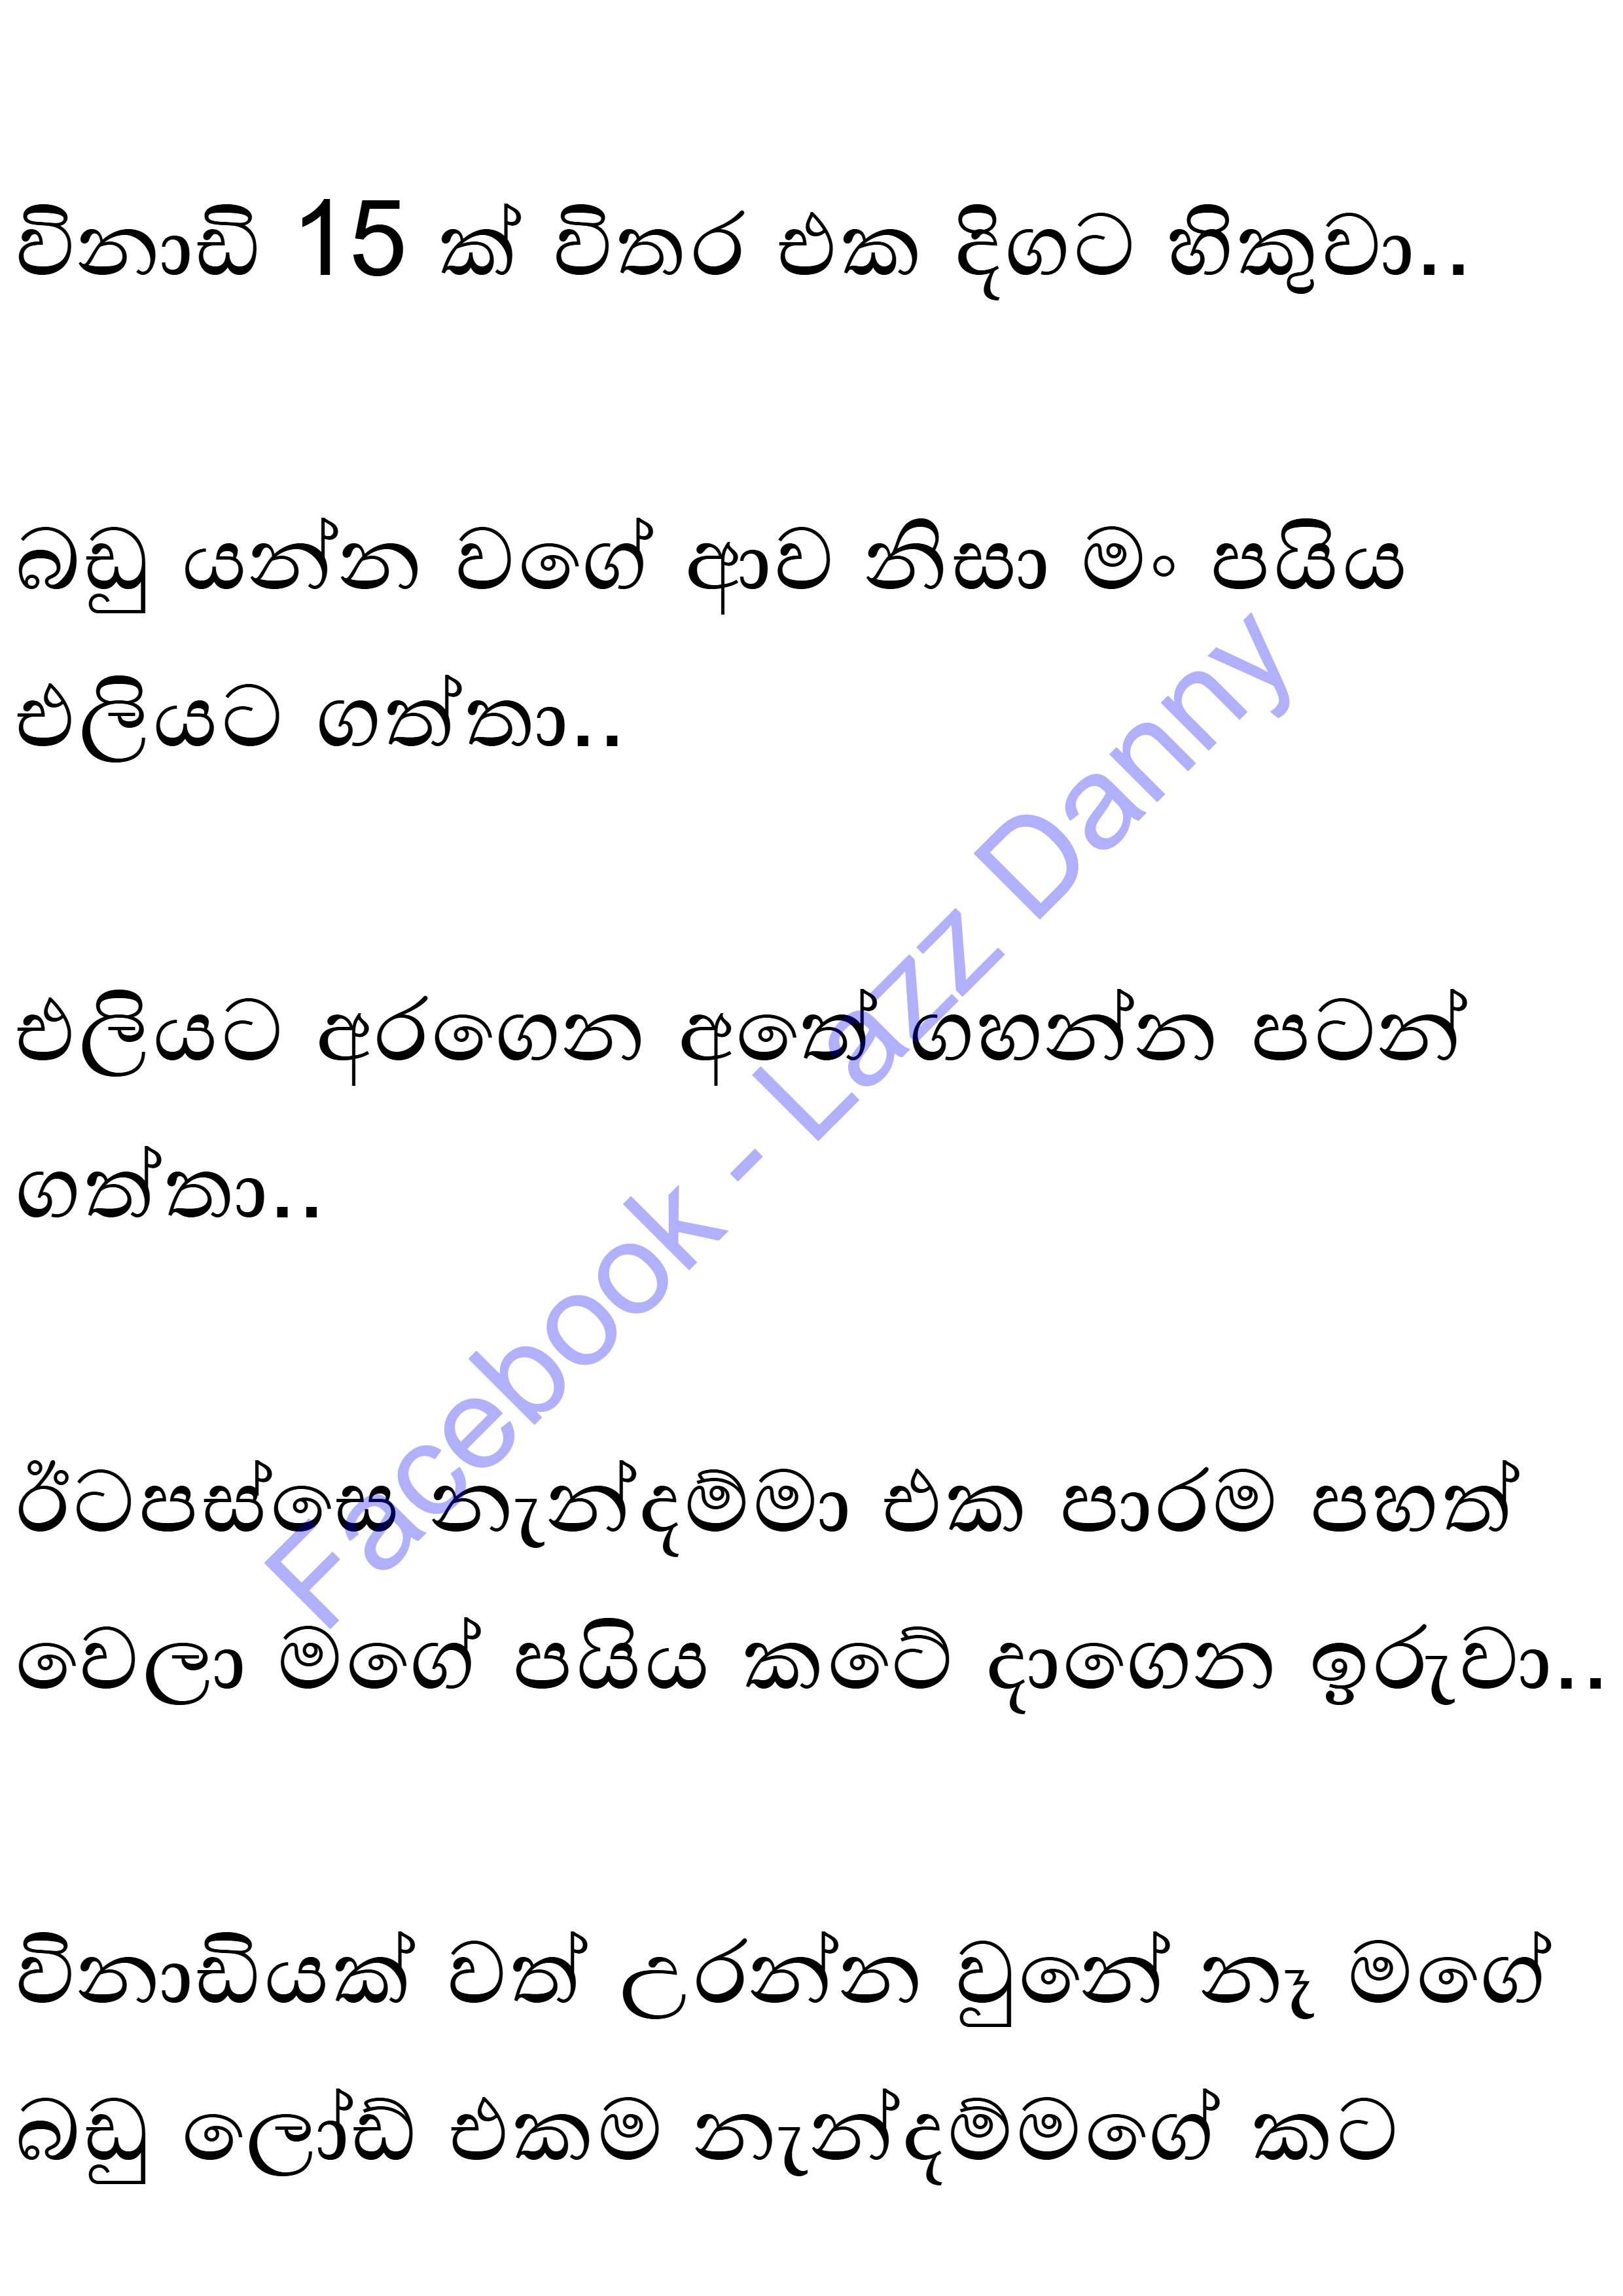 විනාඩි 15 ක් විතර එක දිගට හිකුවා..
බඩු යන්න වගේ ආව නිසා මං පයිය
එලියට ගත්තා..
එලියට අරගෙන අතේ ගහන්න පටන්
ගත්තා..
ඊටපස්සෙ නැන්දම්මා එක පාරම පහත්
වෙලා මගේ පයිය කටේ දාගෙන ඉරුවා..
විනාඩියක් වත් උරන්න වුනේ නෑ මගේ
බඩු ලෝඩ් එකම නැන්දම්මගේ කට
Facebook - Lazz Danny